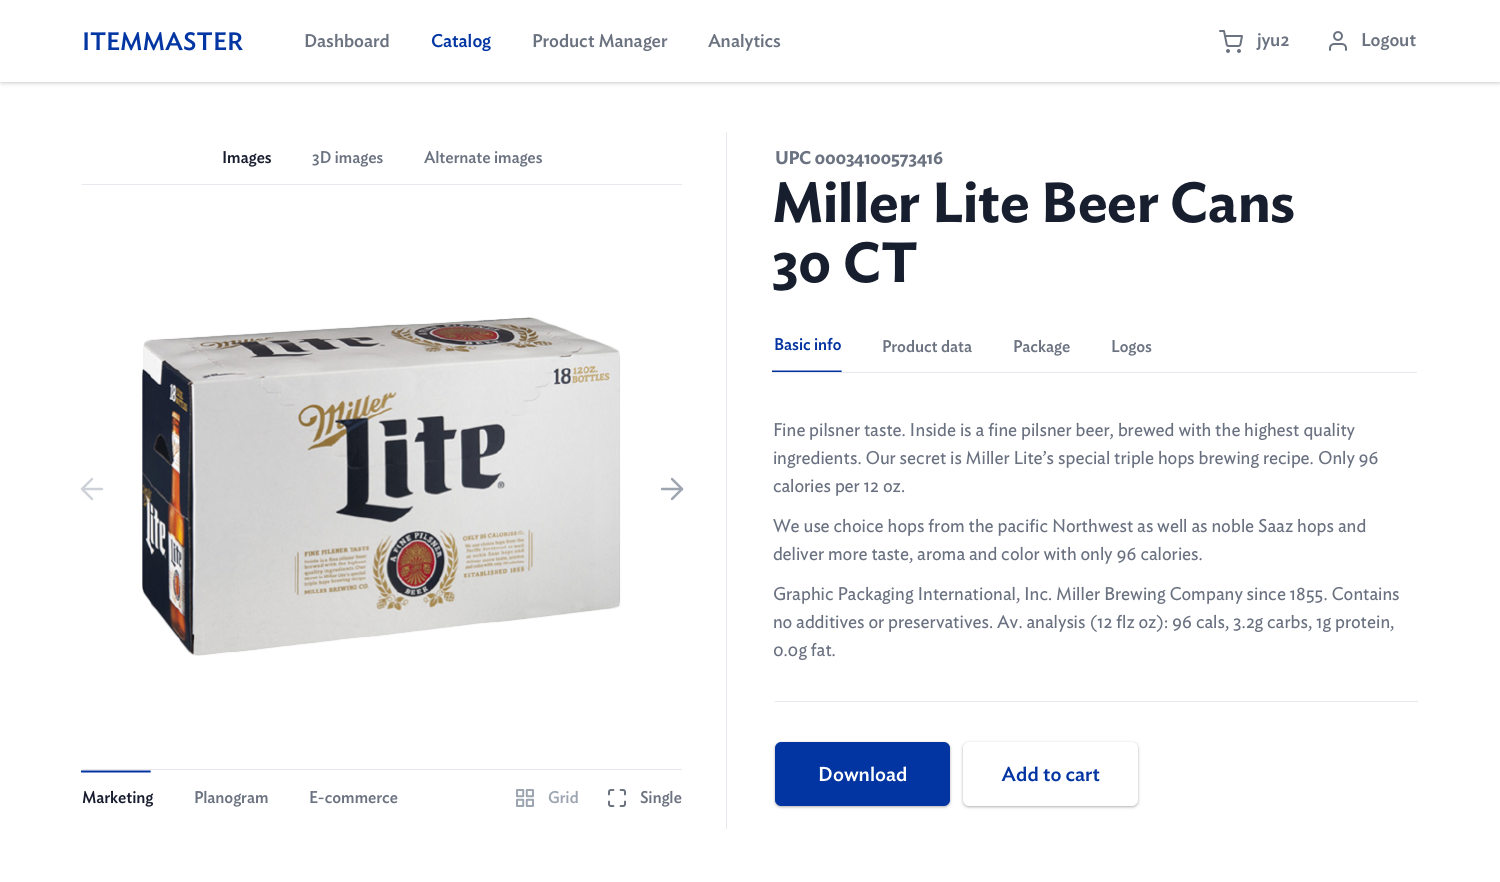 ITEMMASTER
Dashboard
Catalog
Product Manager
Analytics
jyu2
Logout
Images
3D images
Alternate images
Lite
18 12OZ. BOTTLES
18
Miller
Lite
®
Lite
FINE PILSNER TASTE
MILLER BREWING CO.
A FINE PILSNER
BEER
ONLY 96 CALORIES
ESTABLISHED 1855
Marketing
Planogram
E-commerce
Grid
Single
UPC 00034100573416
Miller Lite Beer Cans
30 CT
Basic info
Product data
Package
Logos
Fine pilsner taste. Inside is a fine pilsner beer, brewed with the highest quality
ingredients. Our secret is Miller Lite’s special triple hops brewing recipe. Only 96
calories per 12 oz.
We use choice hops from the pacific Northwest as well as noble Saaz hops and
deliver more taste, aroma and color with only 96 calories.
Graphic Packaging International, Inc. Miller Brewing Company since 1855. Contains
no additives or preservatives. Av. analysis (12 flz oz): 96 cals, 3.2g carbs, 1g protein,
0.0g fat.
Download
Add to cart